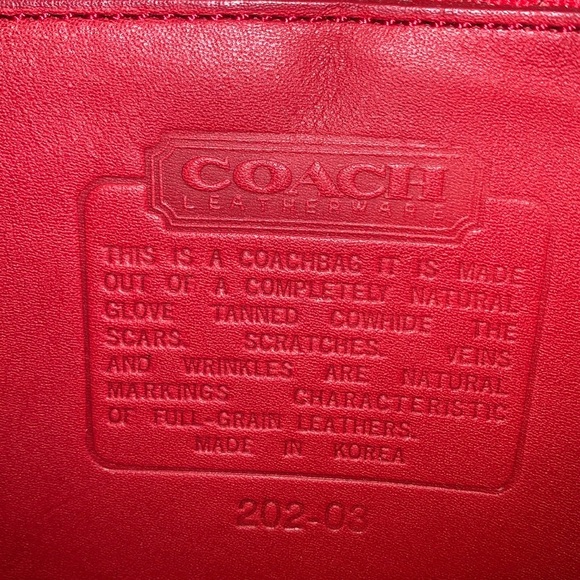 COACH
LEATHERWARE
THIS IS A COACHBAG IT IS MADE
OUT OF A COMPLETELY NATURAL
GLOVE TANNED COWHIDE THE
SCARS. SCRATCHES. VEINS
AND WRINKLES ARE NATURAL
MARKINGS CHARACTERISTIC
OF FULL-GRAIN LEATHERS.
MADE IN KOREA
202-03